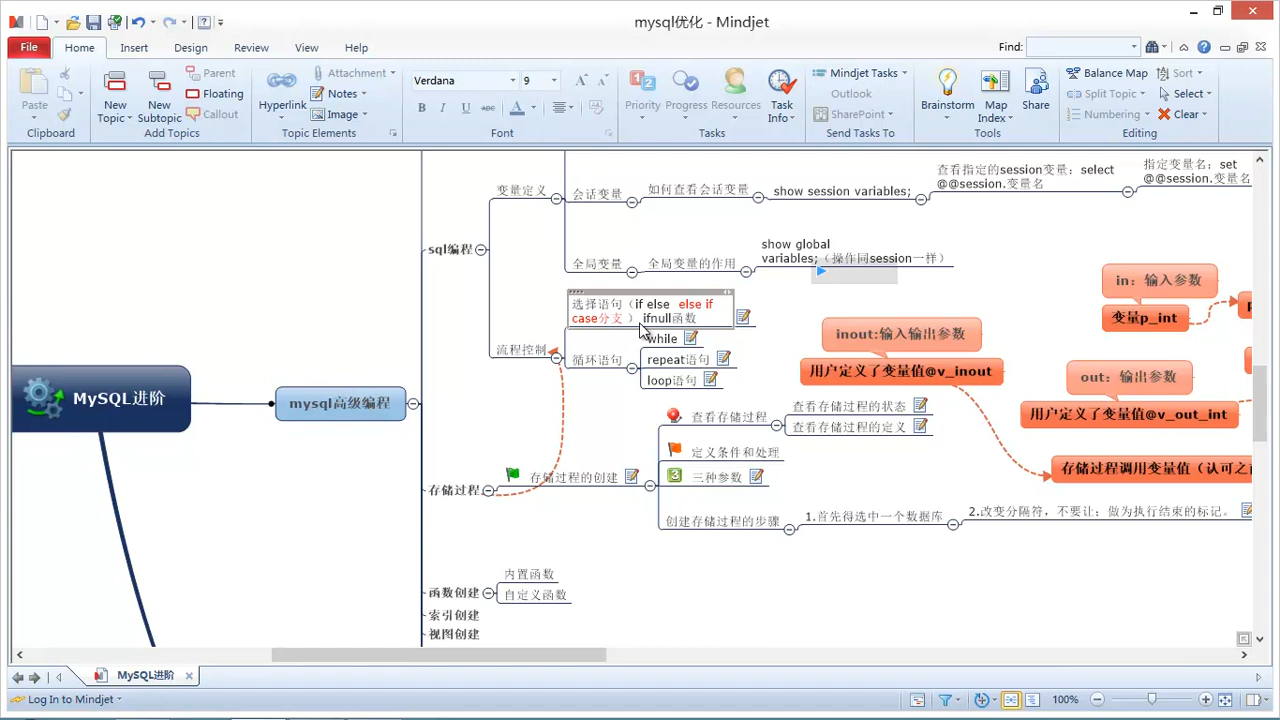 mysql优化 - Mindjet
File
Home
Insert
Design
Review
View
Help
Find:
Paste
Clipboard
New
Topic
New
Subtopic
Parent
Floating
Callout
Add Topics
Hyperlink
Attachment
Notes
Image
Topic Elements
Verdana
9
B I U abc A
Font
Priority
Progress
Resources
Task
Info
Tasks
Mindjet Tasks
Outlook
SharePoint
Send Tasks To
Brainstorm
Map
Index
Share
Tools
Balance Map
Split Topic
Numbering
Sort
Select
Clear
Editing
MySQL进阶
mysql高级编程
sql编程
变量定义
会话变量
如何查看会话变量
show session variables;
查看指定的session变量：select
@@session.变量名
指定变量名：set
@@session.变量名
全局变量
全局变量的作用
show global
variables;（操作同session一样）
流程控制
选择语句（if else else if
case分支 ）ifnull函数
循环语句
while
repeat语句
loop语句
in：输入参数
变量p_int
inout:输入输出参数
用户定义了变量值@v_inout
out：输出参数
用户定义了变量值@v_out_int
存储过程调用变量值（认可之
存储过程
存储过程的创建
查看存储过程
查看存储过程的状态
查看存储过程的定义
定义条件和处理
3 三种参数
创建存储过程的步骤
1.首先得选中一个数据库
2.改变分隔符，不要让；做为执行结束的标记。
函数创建
内置函数
自定义函数
索引创建
视图创建
MySQL进阶
Log In to Mindjet
100%